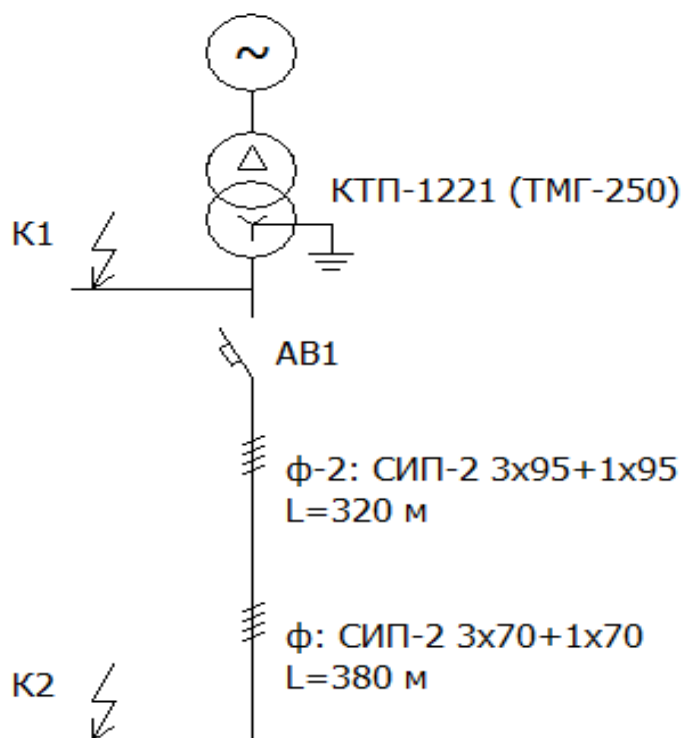 ~
КТП-1221 (ТМГ-250)
К1
АВ1
ф-2: СИП-2 3х95+1х95
L=320 м
ф: СИП-2 3х70+1х70
L=380 м
К2